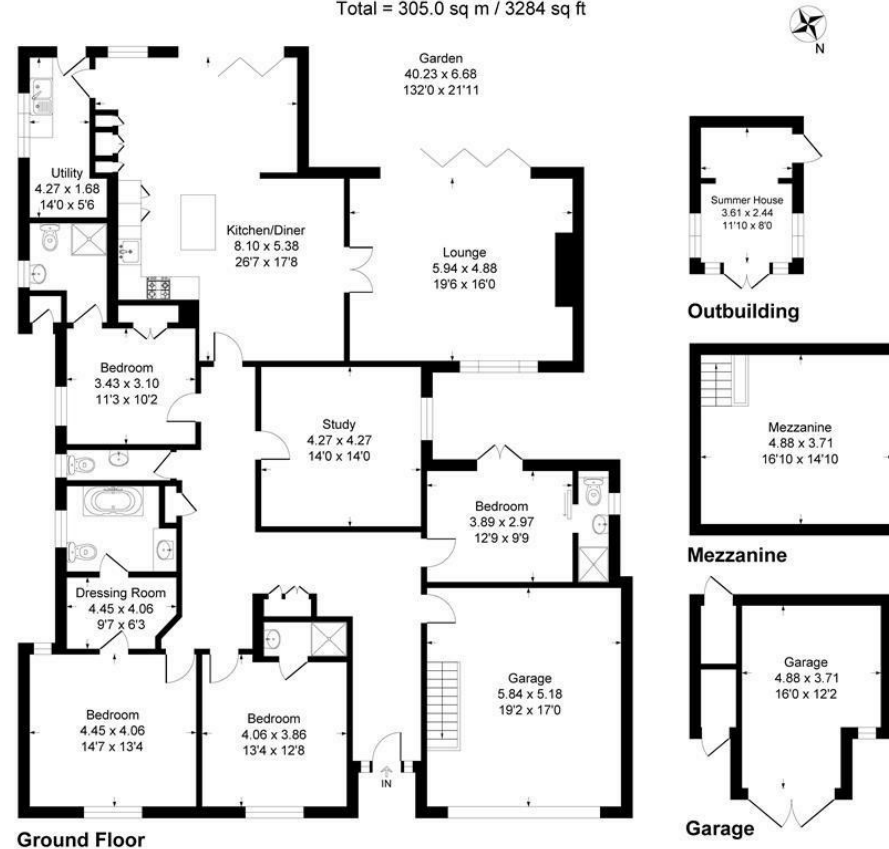 Total = 305.0 sq m / 3284 sq ft
N
Garden
40.23 x 6.68
132'0 x 21'11
Utility
4.27 x 1.68
14'0 x 5'6
Kitchen/Diner
8.10 x 5.38
26'7 x 17'8
Lounge
5.94 x 4.88
19'6 x 16'0
Summer House
3.61 x 2.44
11'10 x 8'0
Outbuilding
Bedroom
3.43 x 3.10
11'3 x 10'2
Study
4.27 x 4.27
14'0 x 14'0
Mezzanine
4.88 x 3.71
16'10 x 14'10
Mezzanine
Bedroom
3.89 x 2.97
12'9 x 9'9
Dressing Room
4.45 x 4.06
9'7 x 6'3
Garage
5.84 x 5.18
19'2 x 17'0
Garage
4.88 x 3.71
16'0 x 12'2
Bedroom
4.45 x 4.06
14'7 x 13'4
Bedroom
4.06 x 3.86
13'4 x 12'8
IN
Garage
Ground Floor